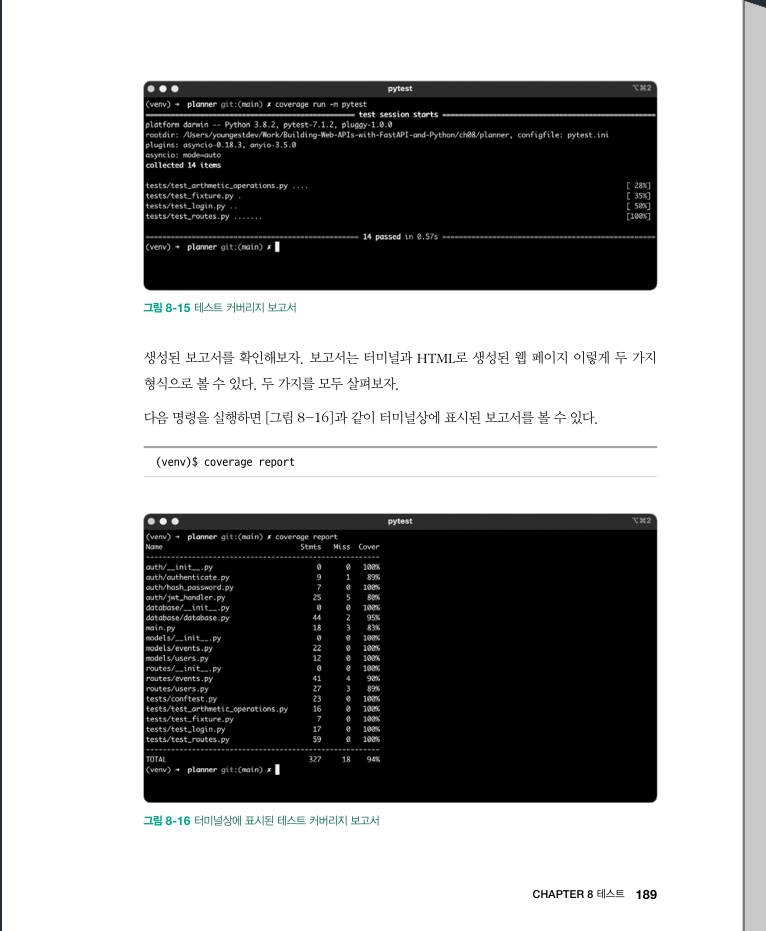 pytest
⌥⌘2
(venv) → planner git:(main) ✗ coverage run -m pytest
======================== test session starts ========================
platform darwin -- Python 3.8.2, pytest-7.1.2, pluggy-1.0.0
rootdir: /Users/youngestdev/Work/Building-Web-APIs-with-FastAPI-and-Python/ch08/planner, configfile: pytest.ini
plugins: asyncio-0.18.3, anyio-3.5.0
asyncio: mode=auto
collected 14 items
tests/test_arthmetic_operations.py .... [ 28%]
tests/test_fixture.py . [ 35%]
tests/test_login.py .. [ 50%]
tests/test_routes.py ....... [100%]
======================== 14 passed in 0.57s ========================
(venv) → planner git:(main) ✗
그림 8-15 테스트 커버리지 보고서
생성된 보고서를 확인해보자. 보고서는 터미널과 HTML로 생성된 웹 페이지 이렇게 두 가지
형식으로 볼 수 있다. 두 가지를 모두 살펴보자.
다음 명령을 실행하면 [그림 8-16]과 같이 터미널상에 표시된 보고서를 볼 수 있다.
(venv)$ coverage report
pytest
⌥⌘2
(venv) → planner git:(main) ✗ coverage report
Name Stmts Miss Cover
--------------------------------------------------------
auth/__init__.py 0 0 100%
auth/authenticate.py 9 1 89%
auth/hash_password.py 7 0 100%
auth/jwt_handler.py 25 5 80%
database/__init__.py 0 0 100%
database/database.py 44 2 95%
main.py 18 3 83%
models/__init__.py 0 0 100%
models/events.py 22 0 100%
models/users.py 12 0 100%
routes/__init__.py 0 0 100%
routes/events.py 41 4 90%
routes/users.py 27 3 89%
tests/conftest.py 23 0 100%
tests/test_arthmetic_operations.py 16 0 100%
tests/test_fixture.py 7 0 100%
tests/test_login.py 17 0 100%
tests/test_routes.py 59 0 100%
--------------------------------------------------------
TOTAL 327 18 94%
(venv) → planner git:(main) ✗
그림 8-16 터미널상에 표시된 테스트 커버리지 보고서
CHAPTER 8 테스트 189